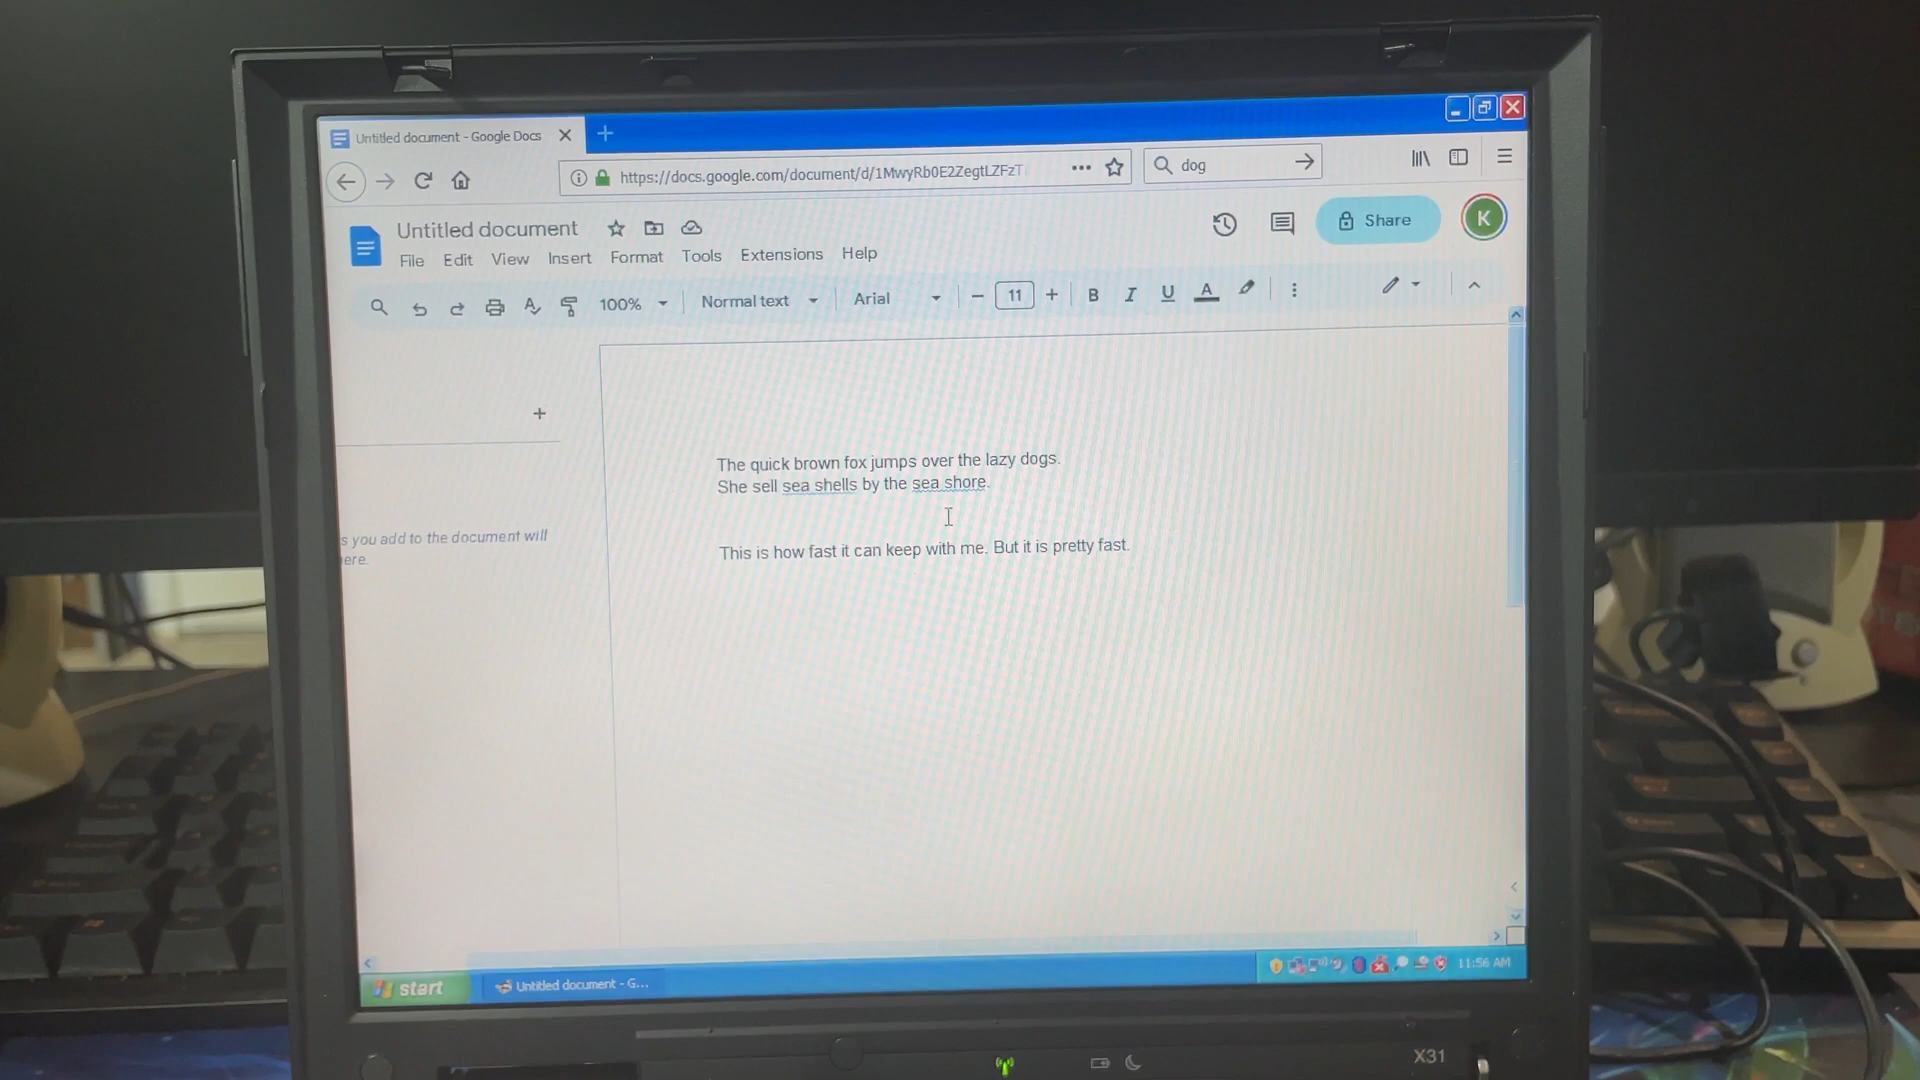 Untitled document - Google Docs
https://docs.google.com/document/d/1MwyRb0E2ZegtLZFzT
dog
Untitled document
Share
K
File Edit View Insert Format Tools Extensions Help
100% Normal text Arial 11 B I U A
The quick brown fox jumps over the lazy dogs.
She sell sea shells by the sea shore.
s you add to the document will
ere.
This is how fast it can keep with me. But it is pretty fast.
start
Untitled document - G...
11:56 AM
X31